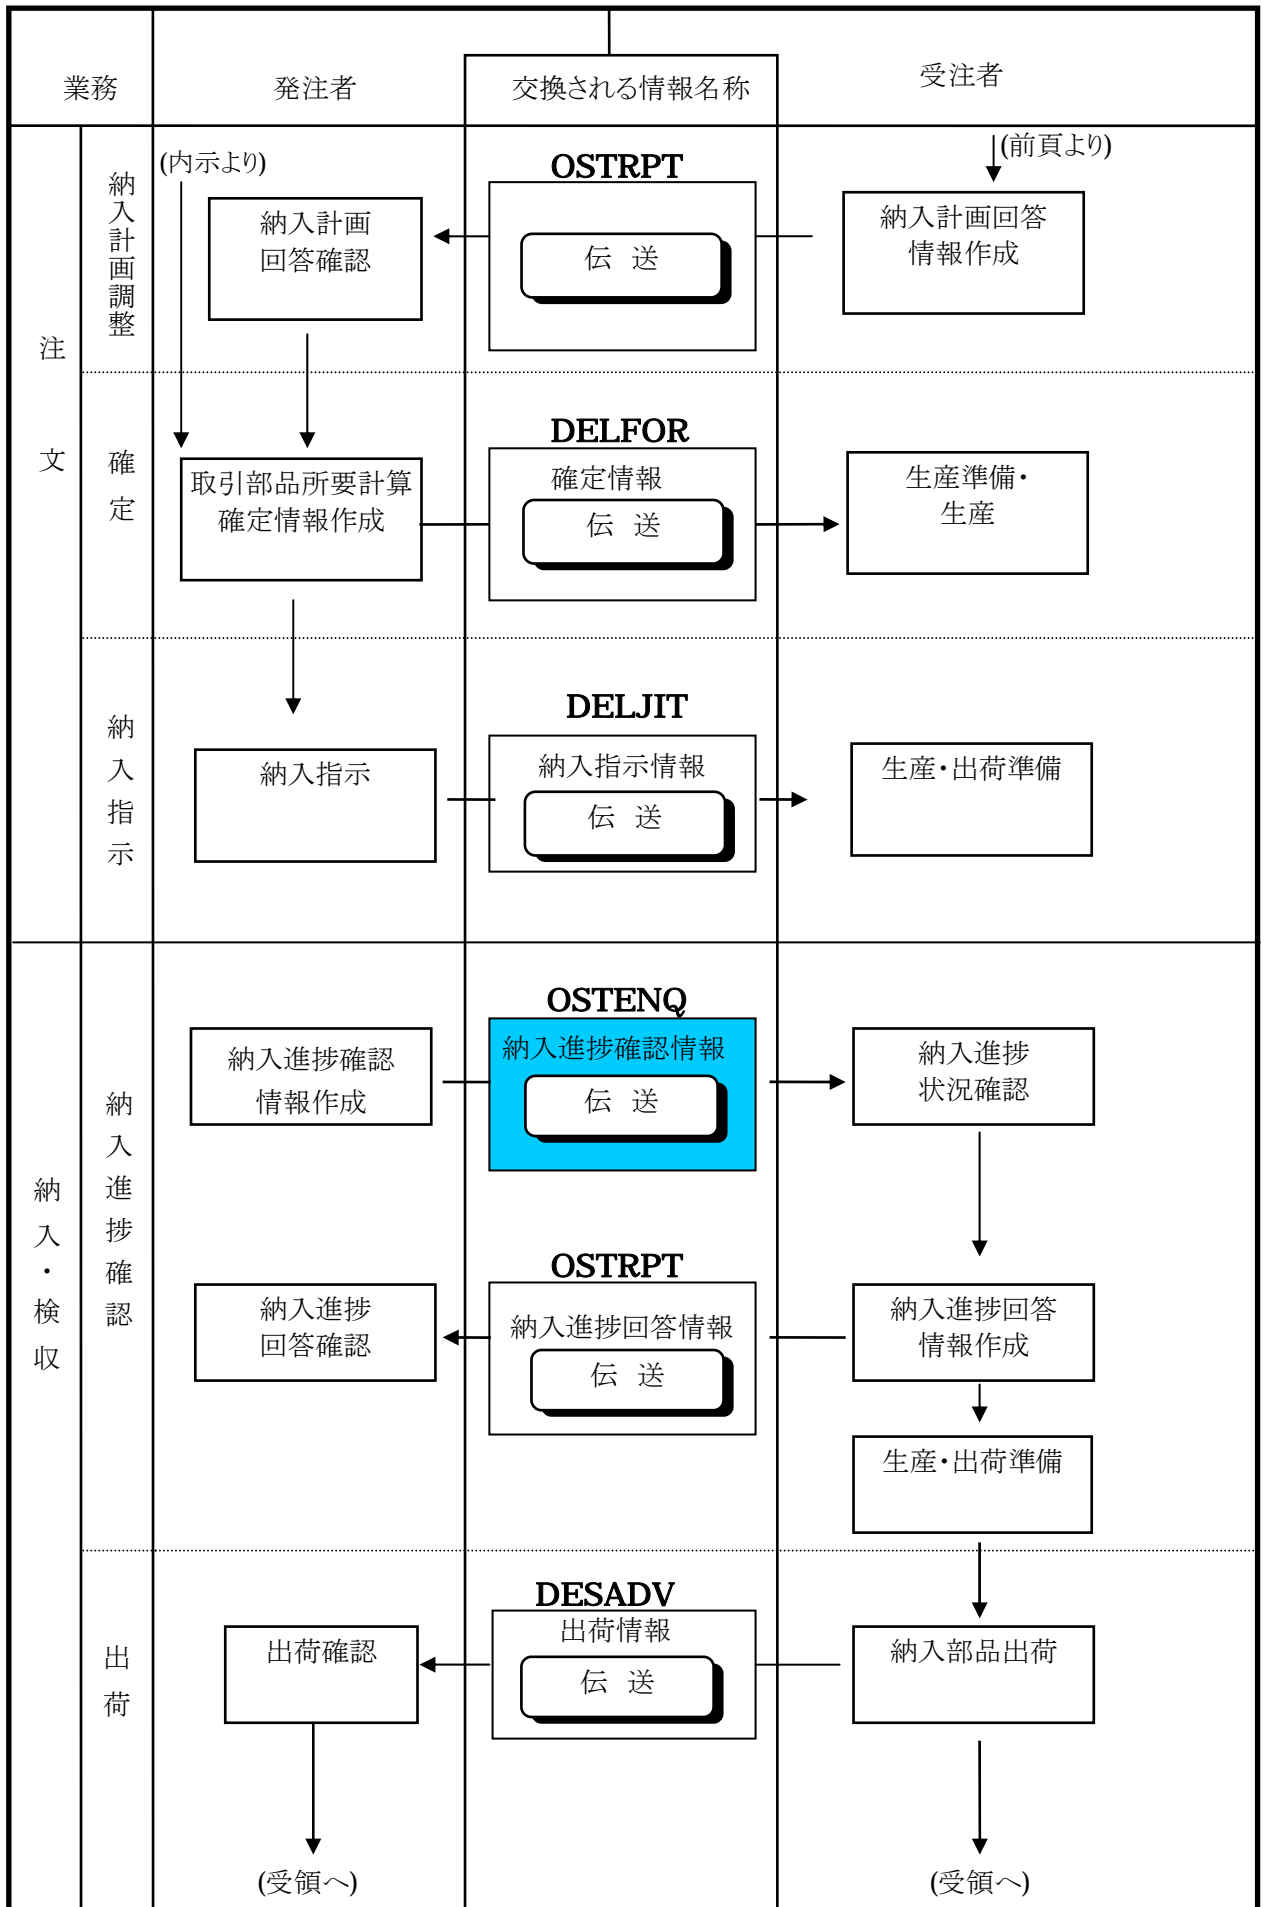 業務
発注者
交換される情報名称
受注者
注文
納入計画調整
(内示より)
OSTRPT
(前頁より)
納入計画
回答確認
伝 送
納入計画回答
情報作成
確定
DELFOR
取引部品所要計算
確定情報作成
確定情報
伝 送
生産準備・
生産
納入指示
DELJIT
納入指示
納入指示情報
伝 送
生産・出荷準備
納入・検収
納入進捗確認
OSTENQ
納入進捗確認
情報作成
納入進捗確認情報
伝 送
納入進捗
状況確認
OSTRPT
納入進捗
回答確認
納入進捗回答情報
伝 送
納入進捗回答
情報作成
生産・出荷準備
出荷
DESADV
出荷確認
出荷情報
伝 送
納入部品出荷
(受領へ)
(受領へ)